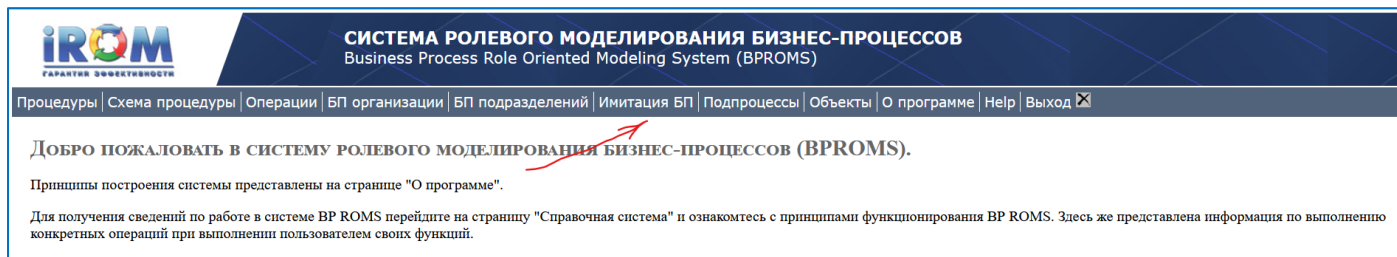 iROM
ГАРАНТИЯ ЭФФЕКТИВНОСТИ
СИСТЕМА РОЛЕВОГО МОДЕЛИРОВАНИЯ БИЗНЕС-ПРОЦЕССОВ
Business Process Role Oriented Modeling System (BPROMS)
Процедуры | Схема процедуры | Операции | БП организации | БП подразделений | Имитация БП | Подпроцессы | Объекты | О программе | Help | Выход
Добро пожаловать в систему ролевого моделирования бизнес-процессов (BPROMS).
Принципы построения системы представлены на странице "О программе".
Для получения сведений по работе в системе BP ROMS перейдите на страницу "Справочная система" и ознакомтесь с принципами функционирования BP ROMS. Здесь же представлена информация по выполнению
конкретных операций при выполнении пользователем своих функций.